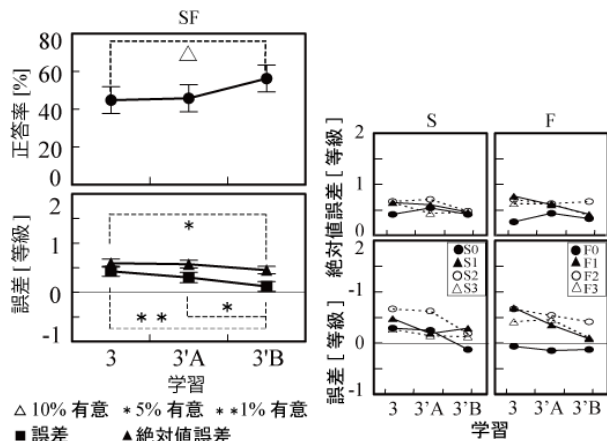 SF
80
60
40
20
0
正答率[%]
2
1
0
-1
誤差[等級]
*
* *
*
3 3'A 3'B
学習
△ 10% 有意 *5% 有意 **1% 有意
■ 誤差 ▲ 絶対値誤差
S F
2
1
0
絶対値誤差[等級]
S0
S1
S2
S3
F0
F1
F2
F3
2
-1
0
-1
誤差[等級]
3 3'A 3'B 3 3'A 3'B
学習